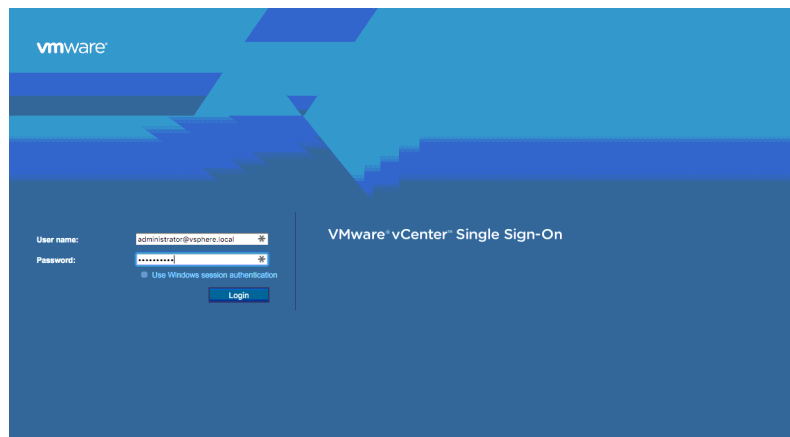 vmware®
User name:
administrator@vsphere.local
VMware® vCenter™ Single Sign-On
Password:
••••••••••
Use Windows session authentication
Login